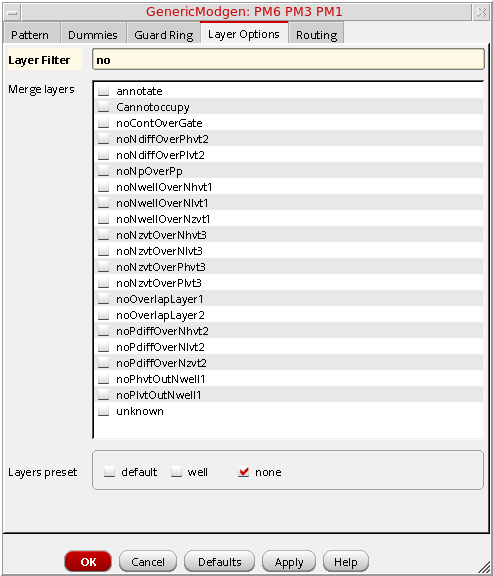 GenericModgen: PM6 PM3 PM1
Pattern Dummies Guard Ring Layer Options Routing
Layer Filter no
Merge layers
annotate
Cannotoccupy
noContOverGate
noNdiffOverPhvt2
noNdiffOverPlvt2
noNpOverPp
noNwellOverNhvt1
noNwellOverNlvt1
noNwellOverNzvt1
noNzvtOverNhvt3
noNzvtOverNlvt3
noNzvtOverPhvt3
noNzvtOverPlvt3
noOverlapLayer1
noOverlapLayer2
noPdiffOverNhvt2
noPdiffOverNlvt2
noPdiffOverNzvt2
noPhvtOutNwell1
noPlvtOutNwell1
unknown
Layers preset default well none
OK Cancel Defaults Apply Help